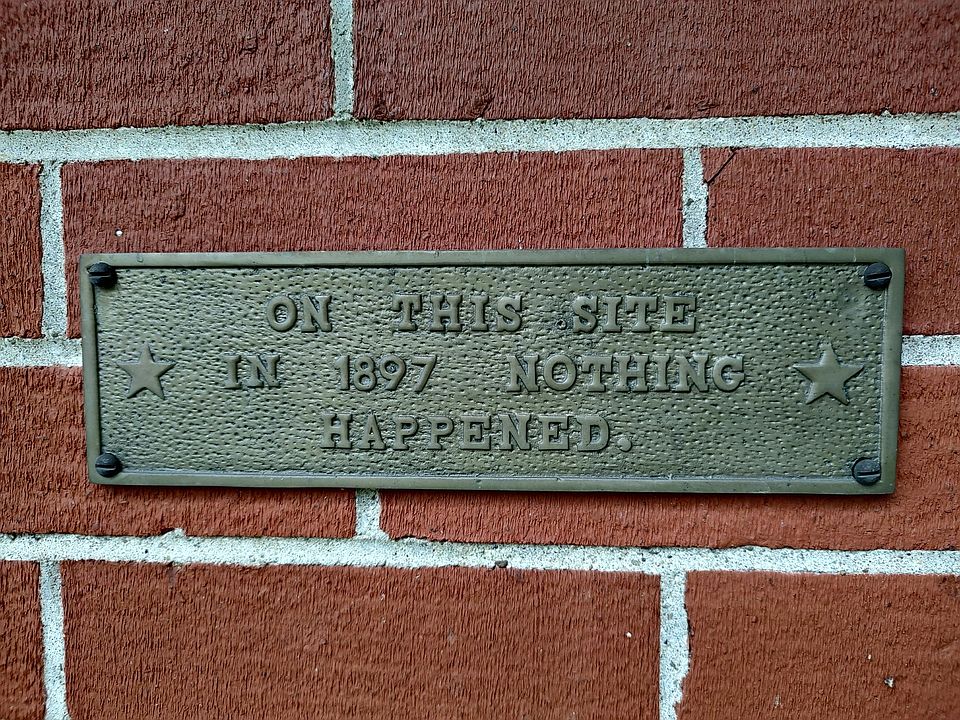 ON THIS SITE
IN 1897 NOTHING
HAPPENED.